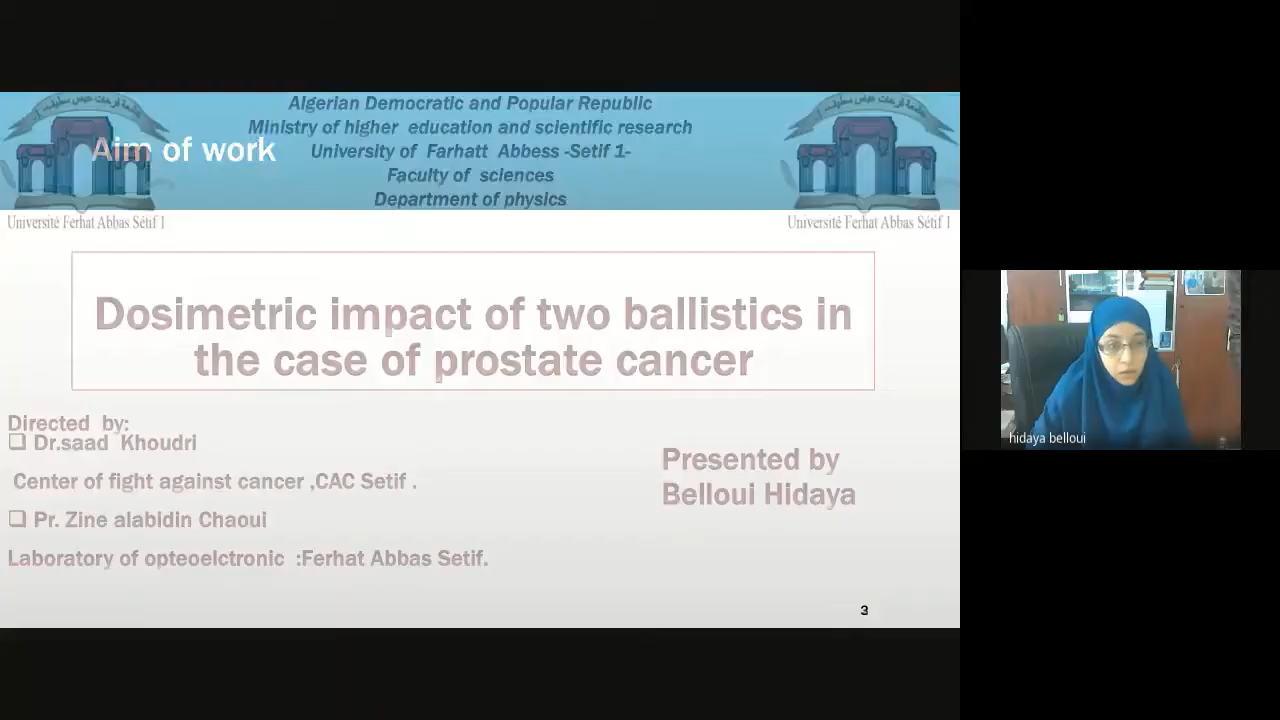 Algerian Democratic and Popular Republic
Ministry of higher education and scientific research
Aim of work
University of Farhatt Abbess -Setif 1-
Faculty of sciences
Department of physics
Université Ferhat Abbas Sétif 1
Université Ferhat Abbas Sétif 1
Dosimetric impact of two ballistics in
the case of prostate cancer
Directed by:
❑ Dr.saad Khoudri
Center of fight against cancer ,CAC Setif .
❑ Pr. Zine alabidin Chaoui
Laboratory of opteoelctronic :Ferhat Abbas Setif.
Presented by
Belloui Hidaya
3
hidaya belloui